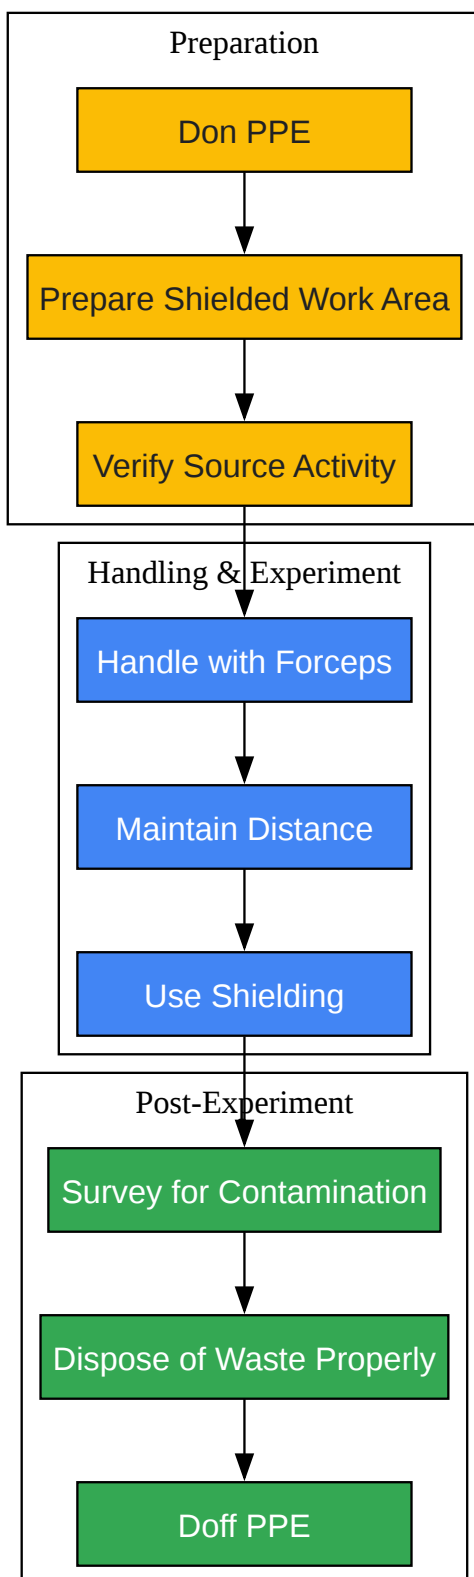 Preparation
Don PPE
Prepare Shielded Work Area
Verify Source Activity
Handling & Experiment
Handle with Forceps
Maintain Distance
Use Shielding
Post-Experiment
Survey for Contamination
Dispose of Waste Properly
Doff PPE